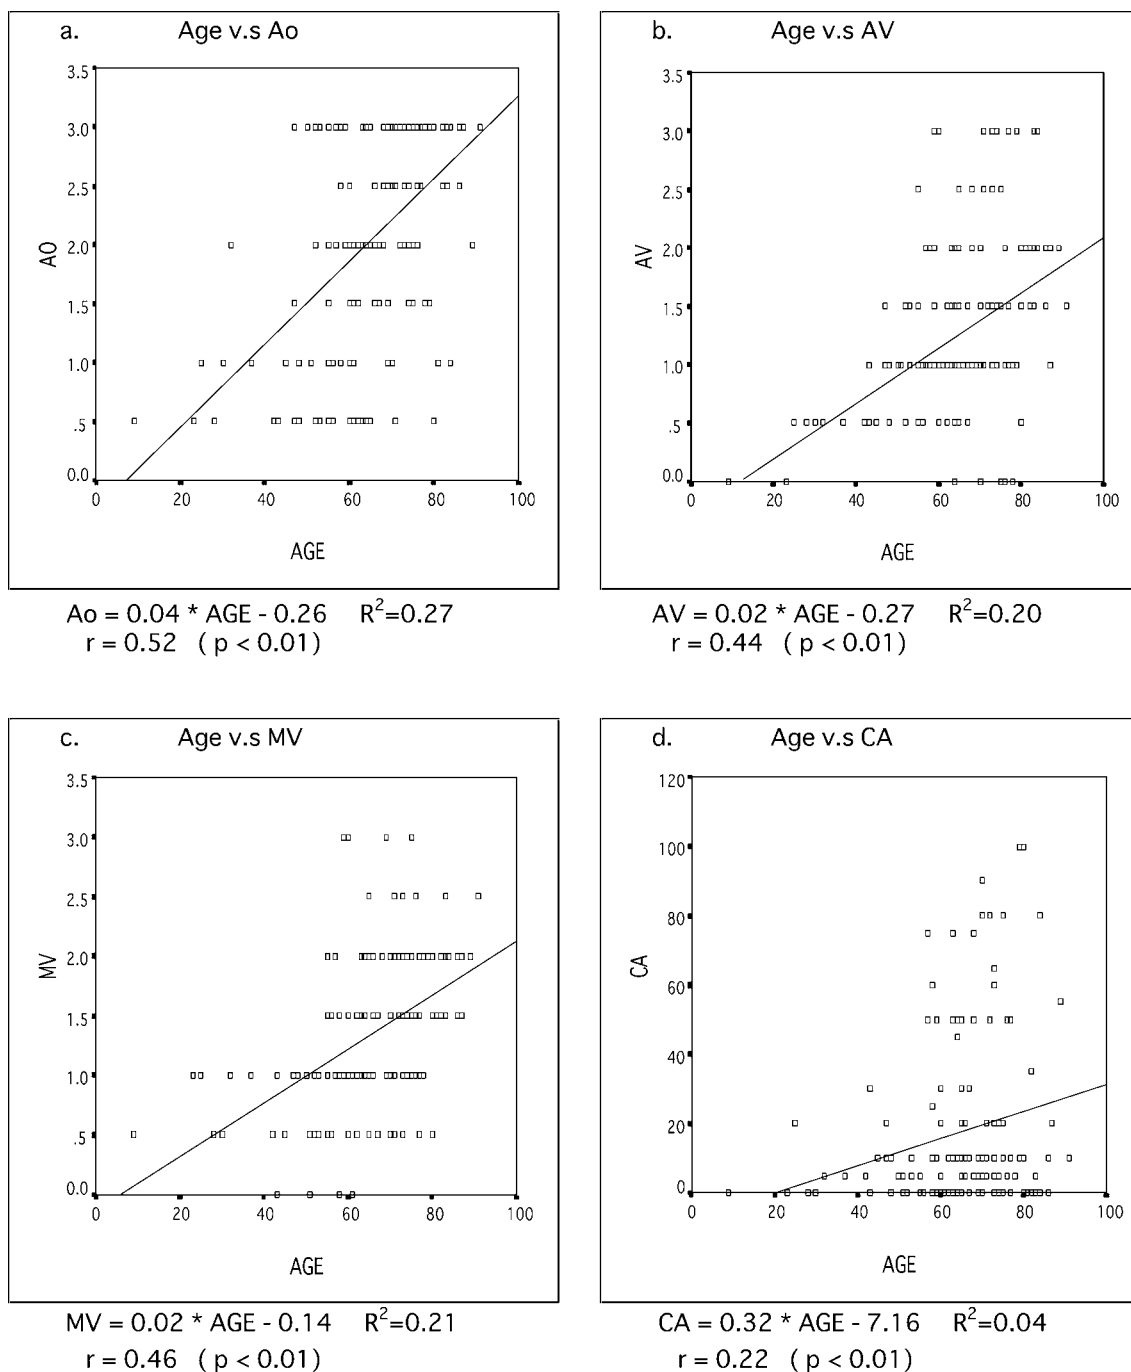 a. Age v.s Ao
3.5
3.0
2.5
2.0
1.5
1.0
.5
0.0
AO
0 20 40 60 80 100
AGE
Ao = 0.04 * AGE - 0.26 R²=0.27
r = 0.52 ( p < 0.01)
b. Age v.s AV
3.5
3.0
2.5
2.0
1.5
1.0
.5
0.0
AV
0 20 40 60 80 100
AGE
AV = 0.02 * AGE - 0.27 R²=0.20
r = 0.44 ( p < 0.01)
c. Age v.s MV
3.5
3.0
2.5
2.0
1.5
1.0
.5
0.0
MV
0 20 40 60 80 100
AGE
MV = 0.02 * AGE - 0.14 R²=0.21
r = 0.46 ( p < 0.01)
d. Age v.s CA
120
100
80
60
40
20
0
CA
0 20 40 60 80 100
AGE
CA = 0.32 * AGE - 7.16 R²=0.04
r = 0.22 ( p < 0.01)